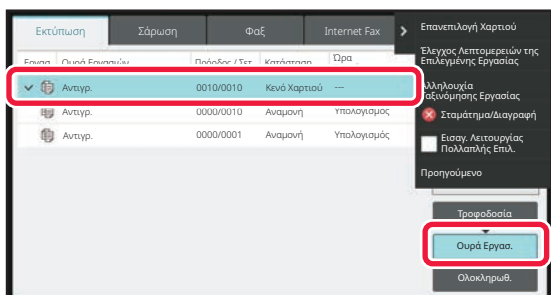 Εκτύπωση Σάρωση Φαξ Internet Fax
Επανεπιλογή Χαρτιού
Έλεγχος Λεπτομερειών της
Επιλεγμένης Εργασίας
Εργασ Ουρά Εργασιών Πρόοδος / Σετ Κατάσταση Ώρα
Αντιγρ. 0010/0010 Κενό Χαρτιού ---
Αλληλουχία
Ταξινόμησης Εργασίας
Αντιγρ. 0000/0010 Αναμονή Υπολογισμός
Σταμάτημα/Διαγραφή
Αντιγρ. 0000/0001 Αναμονή Υπολογισμός
Εισαγ. Λειτουργίας
Πολλαπλής Επιλ.
Προηγούμενο
Τροφοδοσία
Ουρά Εργασ.
Ολοκληρωθ.